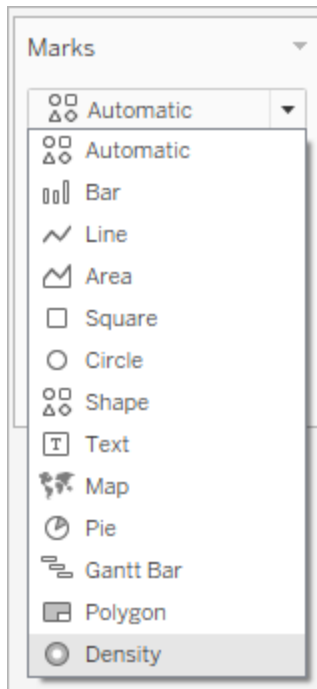 Marks
Automatic
Automatic
Bar
Line
Area
Square
Circle
Shape
T Text
Map
Pie
Gantt Bar
Polygon
Density